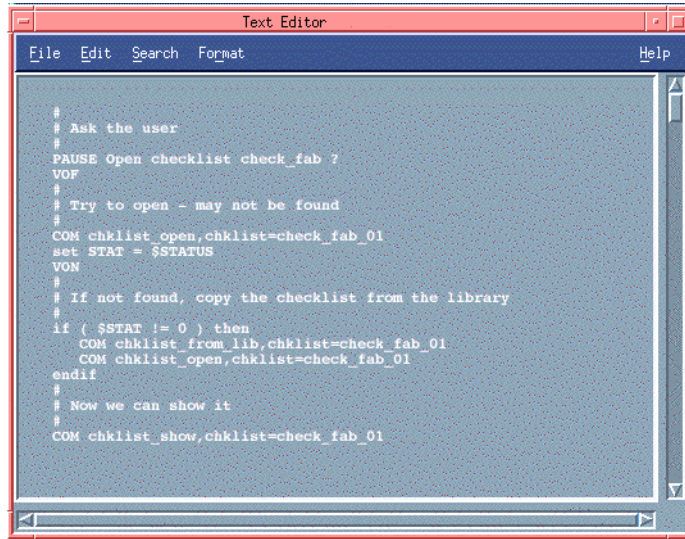 Text Editor
File Edit Search Format Help
#
# Ask the user
#
PAUSE Open checklist check_fab ?
VOF
#
# Try to open - may not be found
#
COM chklist_open,chklist=check_fab_01
set STAT = $STATUS
VON
#
# If not found, copy the checklist from the library
#
if ( $STAT != 0 ) then
   COM chklist_from_lib,chklist=check_fab_01
   COM chklist_open,chklist=check_fab_01
endif
#
# Now we can show it
#
COM chklist_show,chklist=check_fab_01